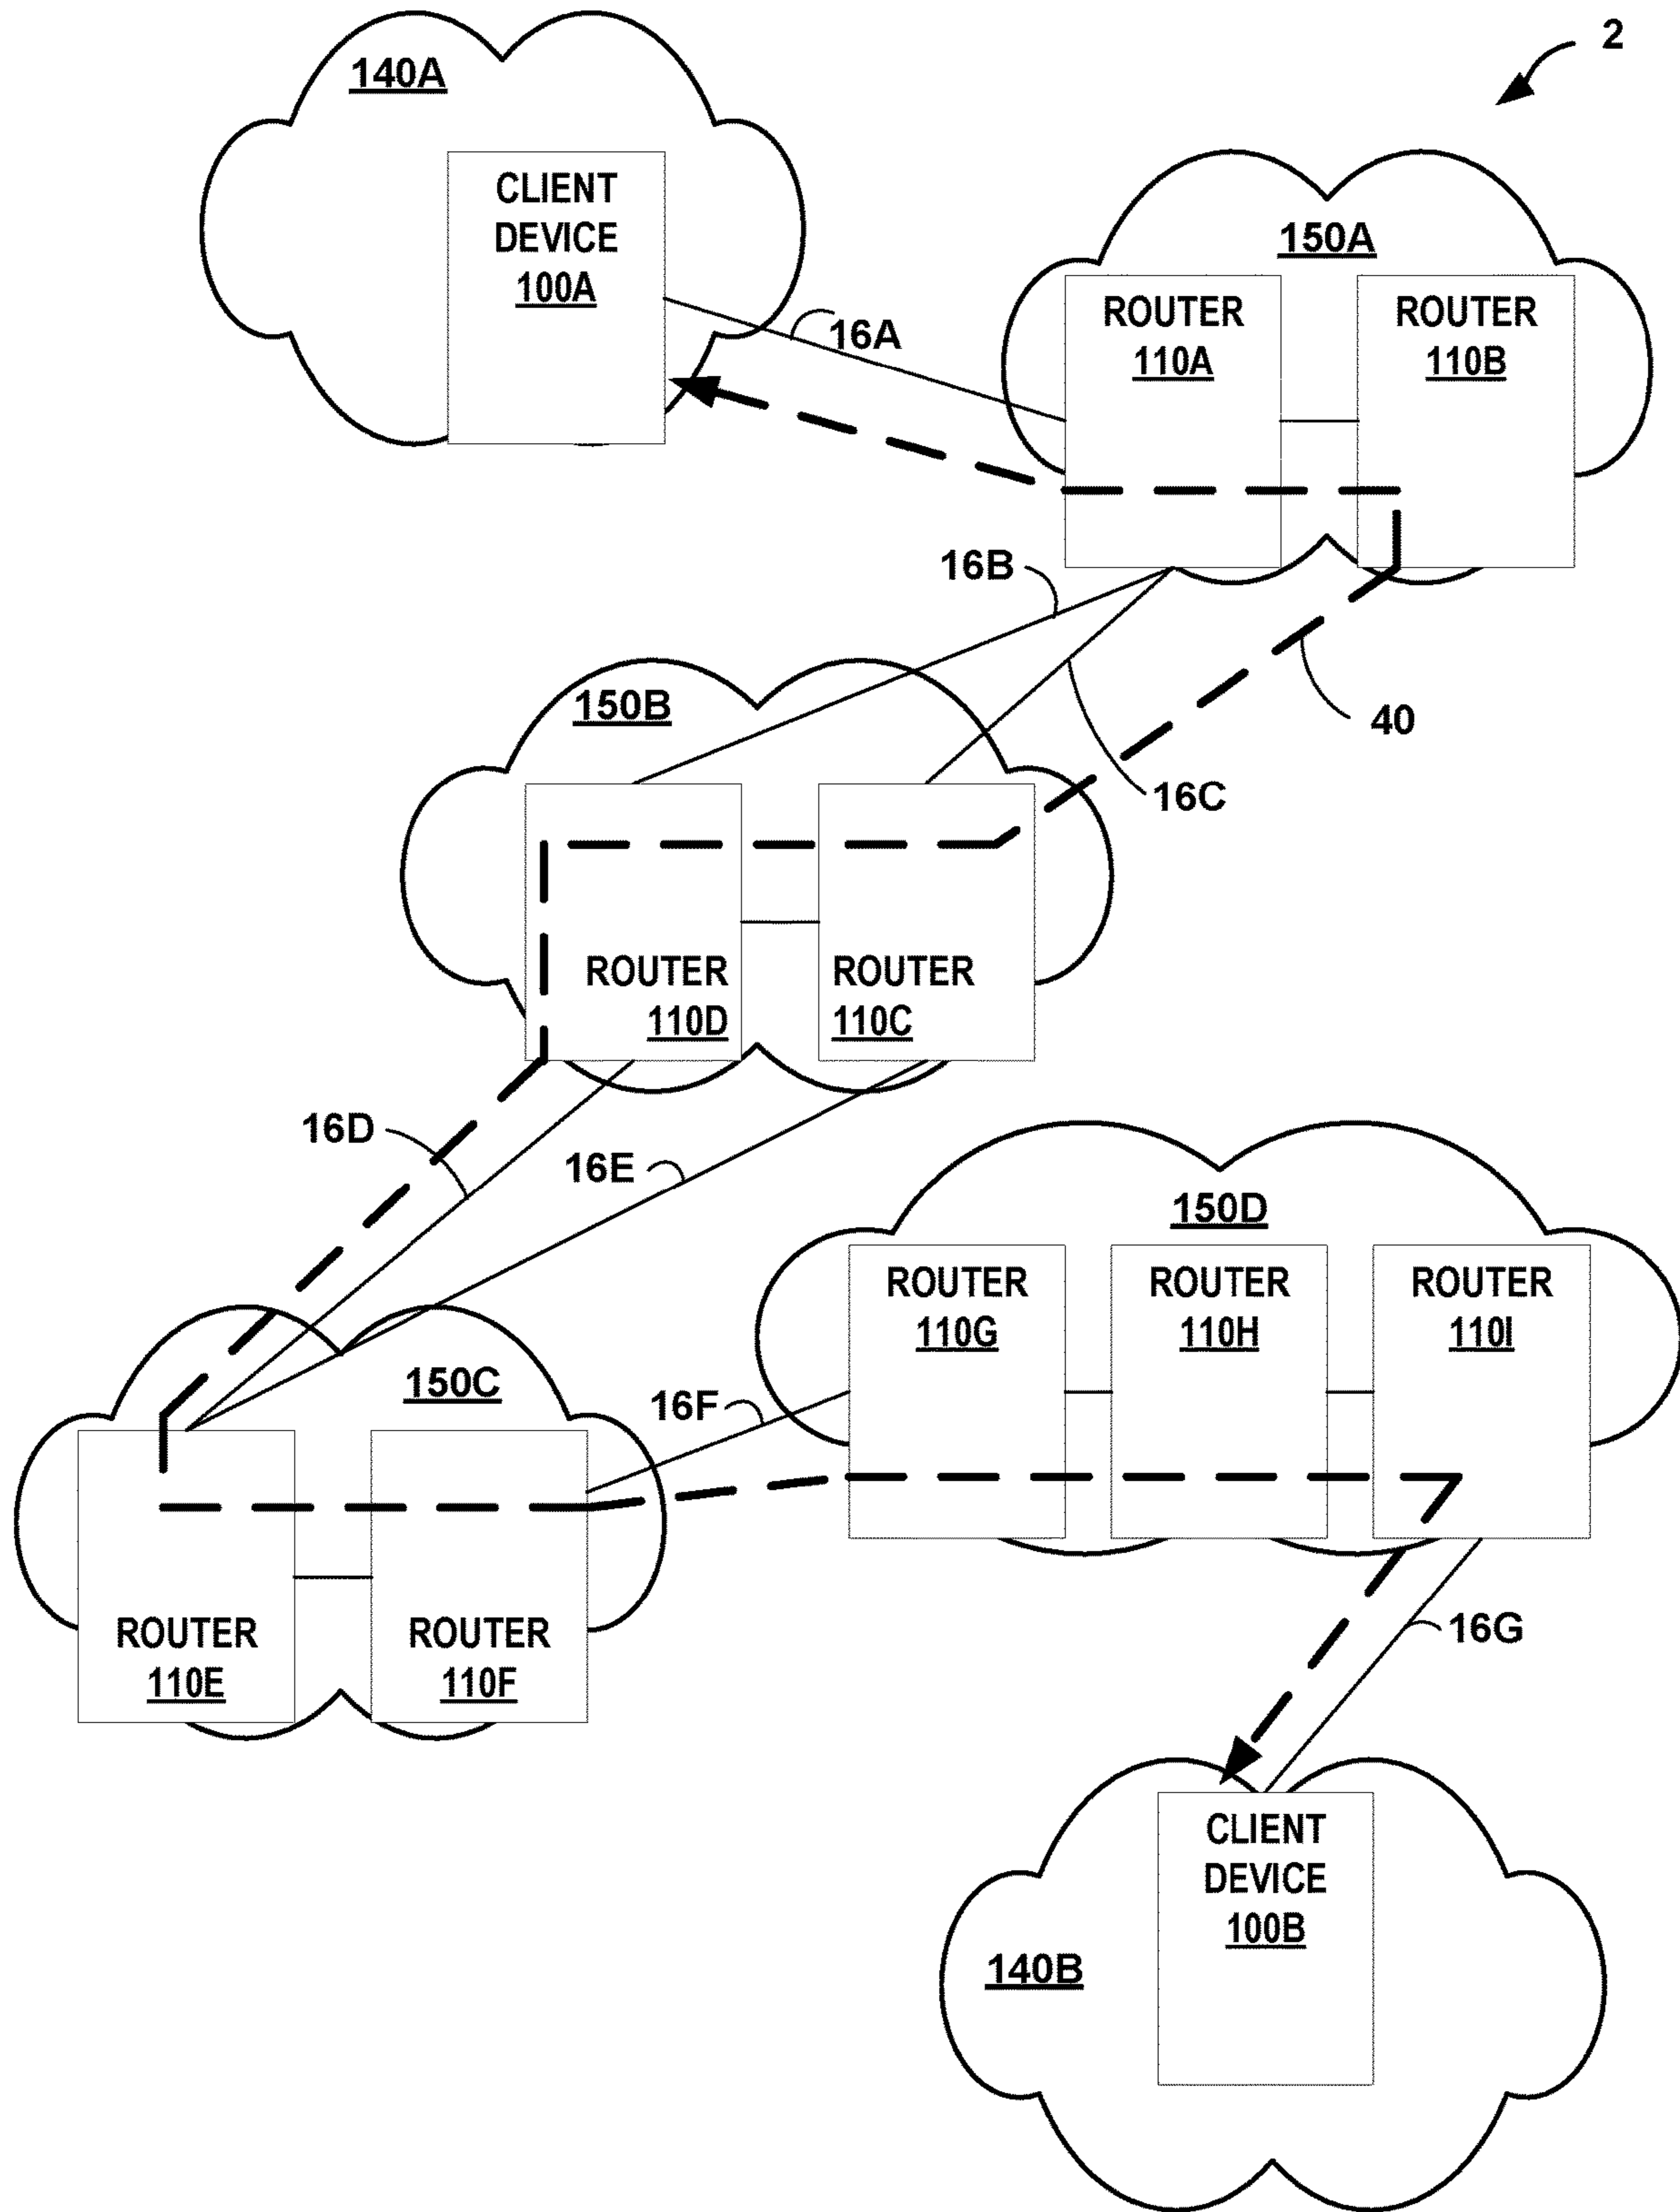 2
140A
CLIENT
DEVICE
100A
150A
ROUTER
110A
ROUTER
110B
16A
16B
16C
40
150B
ROUTER
110D
ROUTER
110C
16D
16E
150D
ROUTER
110G
ROUTER
110H
ROUTER
110I
150C
16F
ROUTER
110E
ROUTER
110F
16G
CLIENT
DEVICE
100B
140B